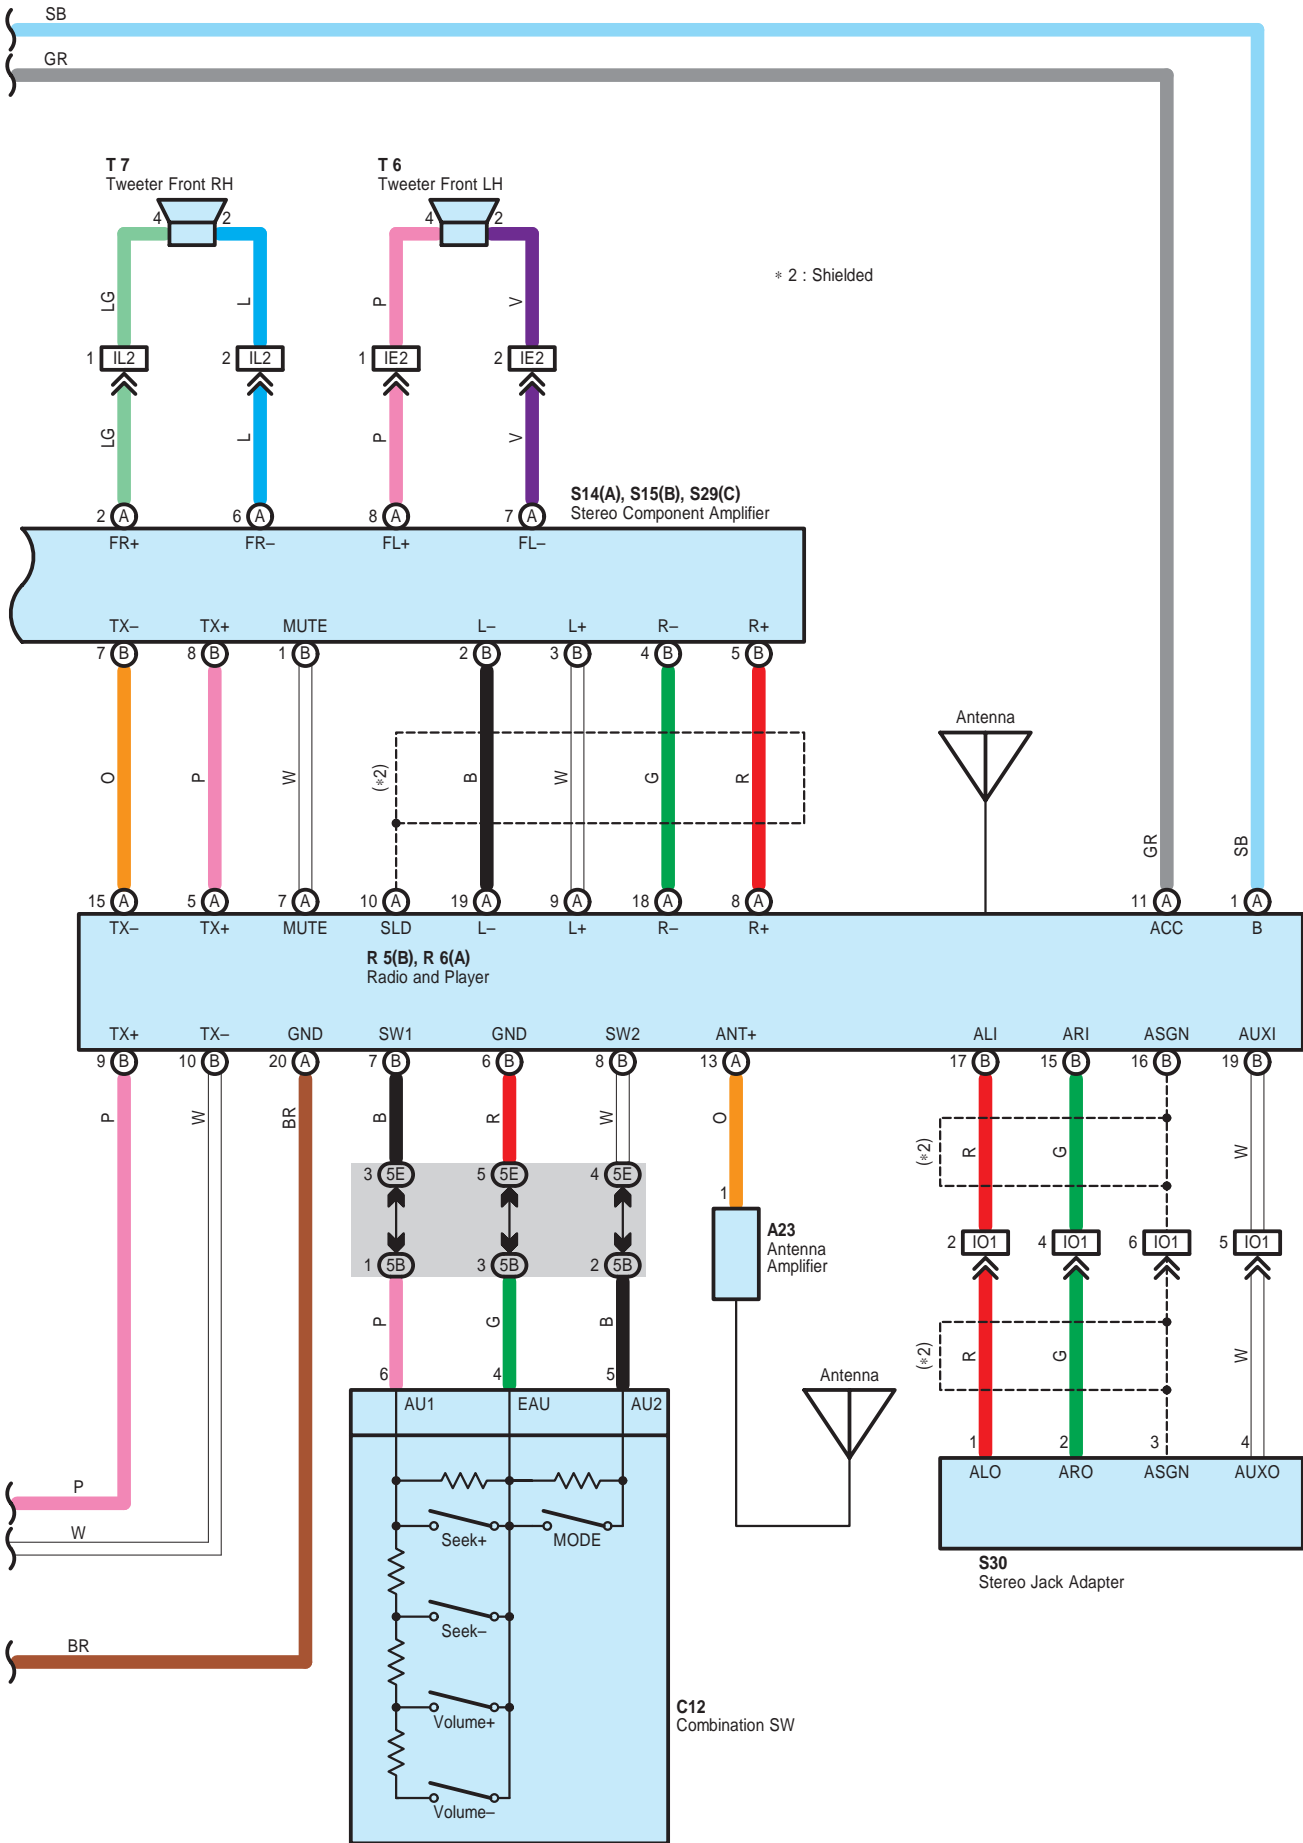 SB
GR
T 7
Tweeter Front RH
T 6
Tweeter Front LH
4 2 4 2
∗ 2 : Shielded
LG L P V
1 IL2 2 IL2 1 IE2 2 IE2
LG L P V
S14(A), S15(B), S29(C)
Stereo Component Amplifier
2 A 6 A 8 A 7 A
FR+ FR– FL+ FL–
TX– TX+ MUTE L– L+ R– R+
7 B 8 B 1 B 2 B 3 B 4 B 5 B
Antenna
O P W (∗2) B W G R
GR SB
15 A 5 A 7 A 10 A 19 A 9 A 18 A 8 A 11 A 1 A
TX– TX+ MUTE SLD L– L+ R– R+ ACC B
R 5(B), R 6(A)
Radio and Player
TX+ TX– GND SW1 GND SW2 ANT+ ALI ARI ASGN AUXI
9 B 10 B 20 A 7 B 6 B 8 B 13 A 17 B 15 B 16 B 19 B
P W BR B R W O (∗2) R G W
3 5E 5 5E 4 5E
1
A23
Antenna
Amplifier
2 IO1 4 IO1 6 IO1 5 IO1
1 5B 3 5B 2 5B
P G B
(∗2) R G W
6 4 5
Antenna
AU1 EAU AU2
1 2 3 4
ALO ARO ASGN AUXO
P
W
Seek+ MODE
S30
Stereo Jack Adapter
Seek–
BR
C12
Combination SW
Volume+
Volume–